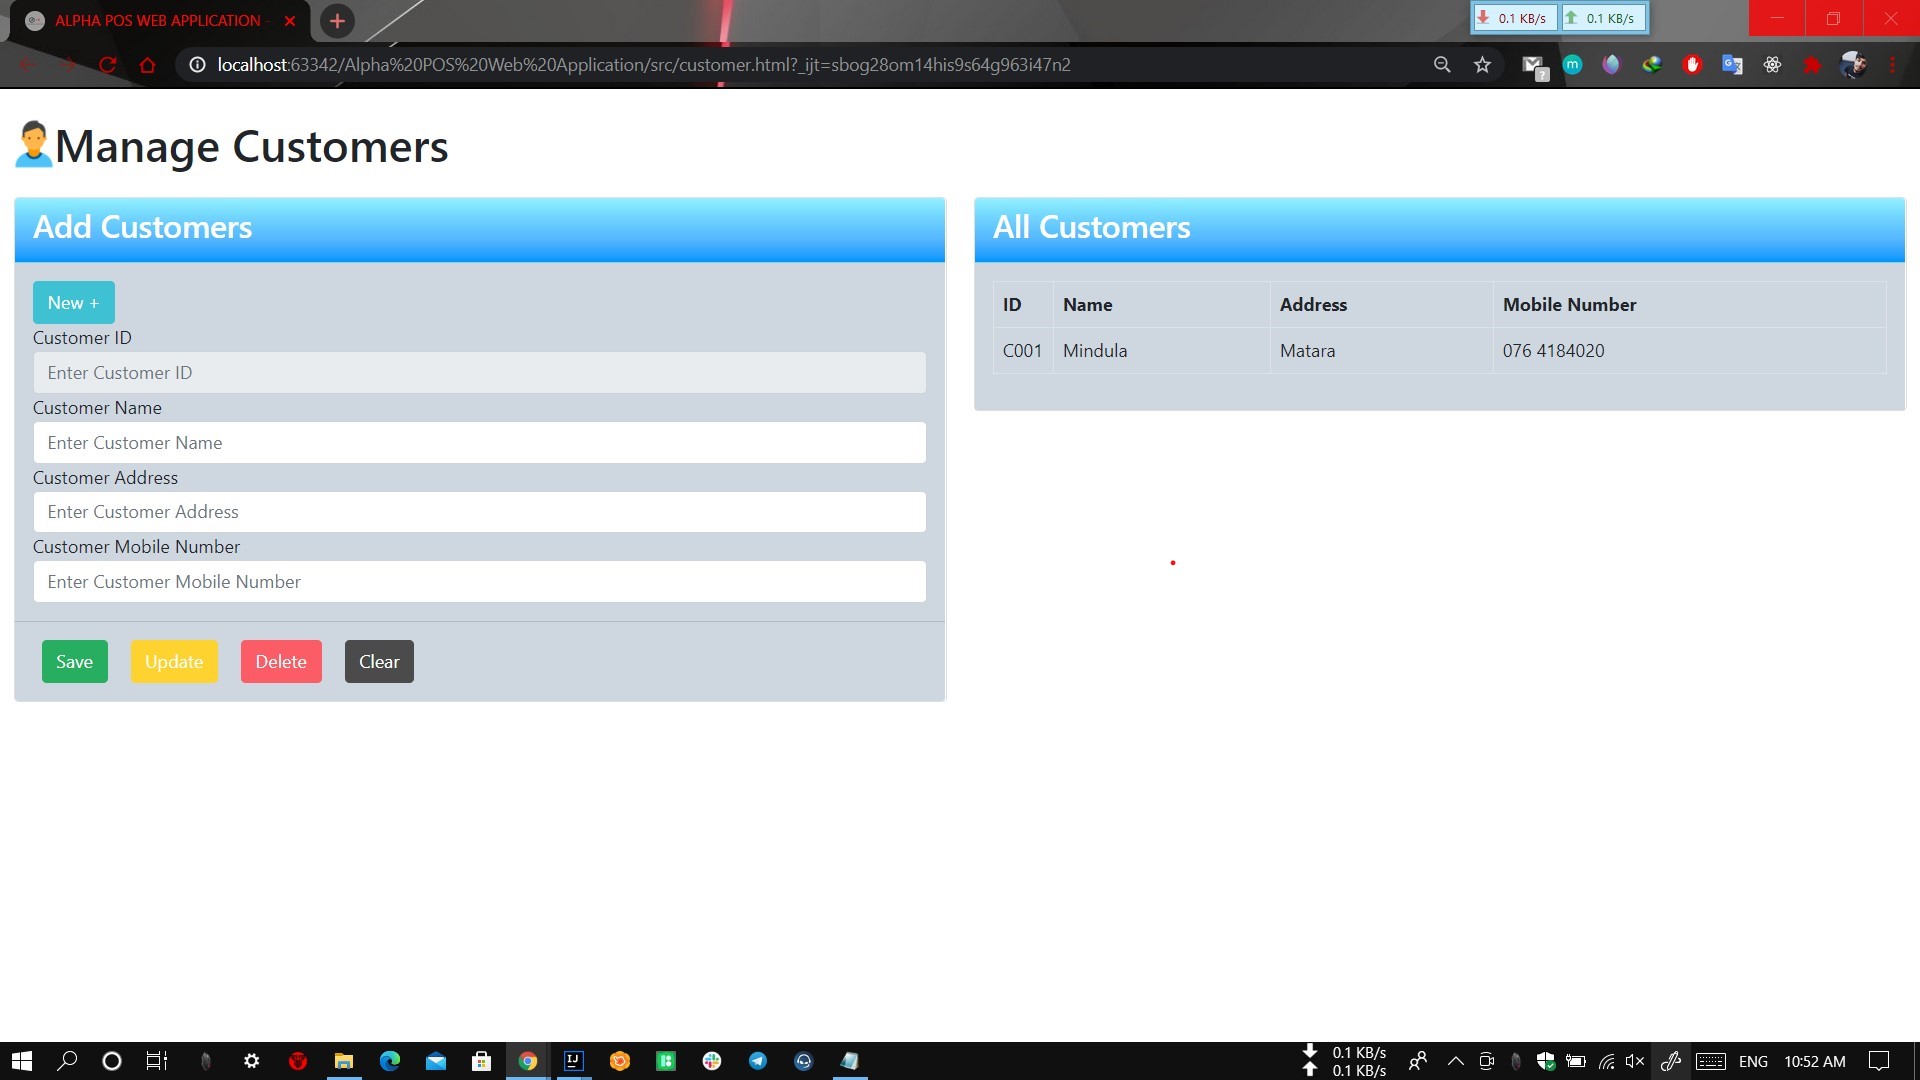 ALPHA POS WEB APPLICATION
0.1 KB/s 0.1 KB/s
localhost:63342/Alpha%20POS%20Web%20Application/src/customer.html?_ijt=sbog28om14his9s64g963i47n2
Manage Customers
Add Customers
New +
Customer ID
Enter Customer ID
Customer Name
Enter Customer Name
Customer Address
Enter Customer Address
Customer Mobile Number
Enter Customer Mobile Number
Save Update Delete Clear
All Customers
ID Name Address Mobile Number
C001 Mindula Matara 076 4184020
0.1 KB/s
0.1 KB/s
ENG 10:52 AM